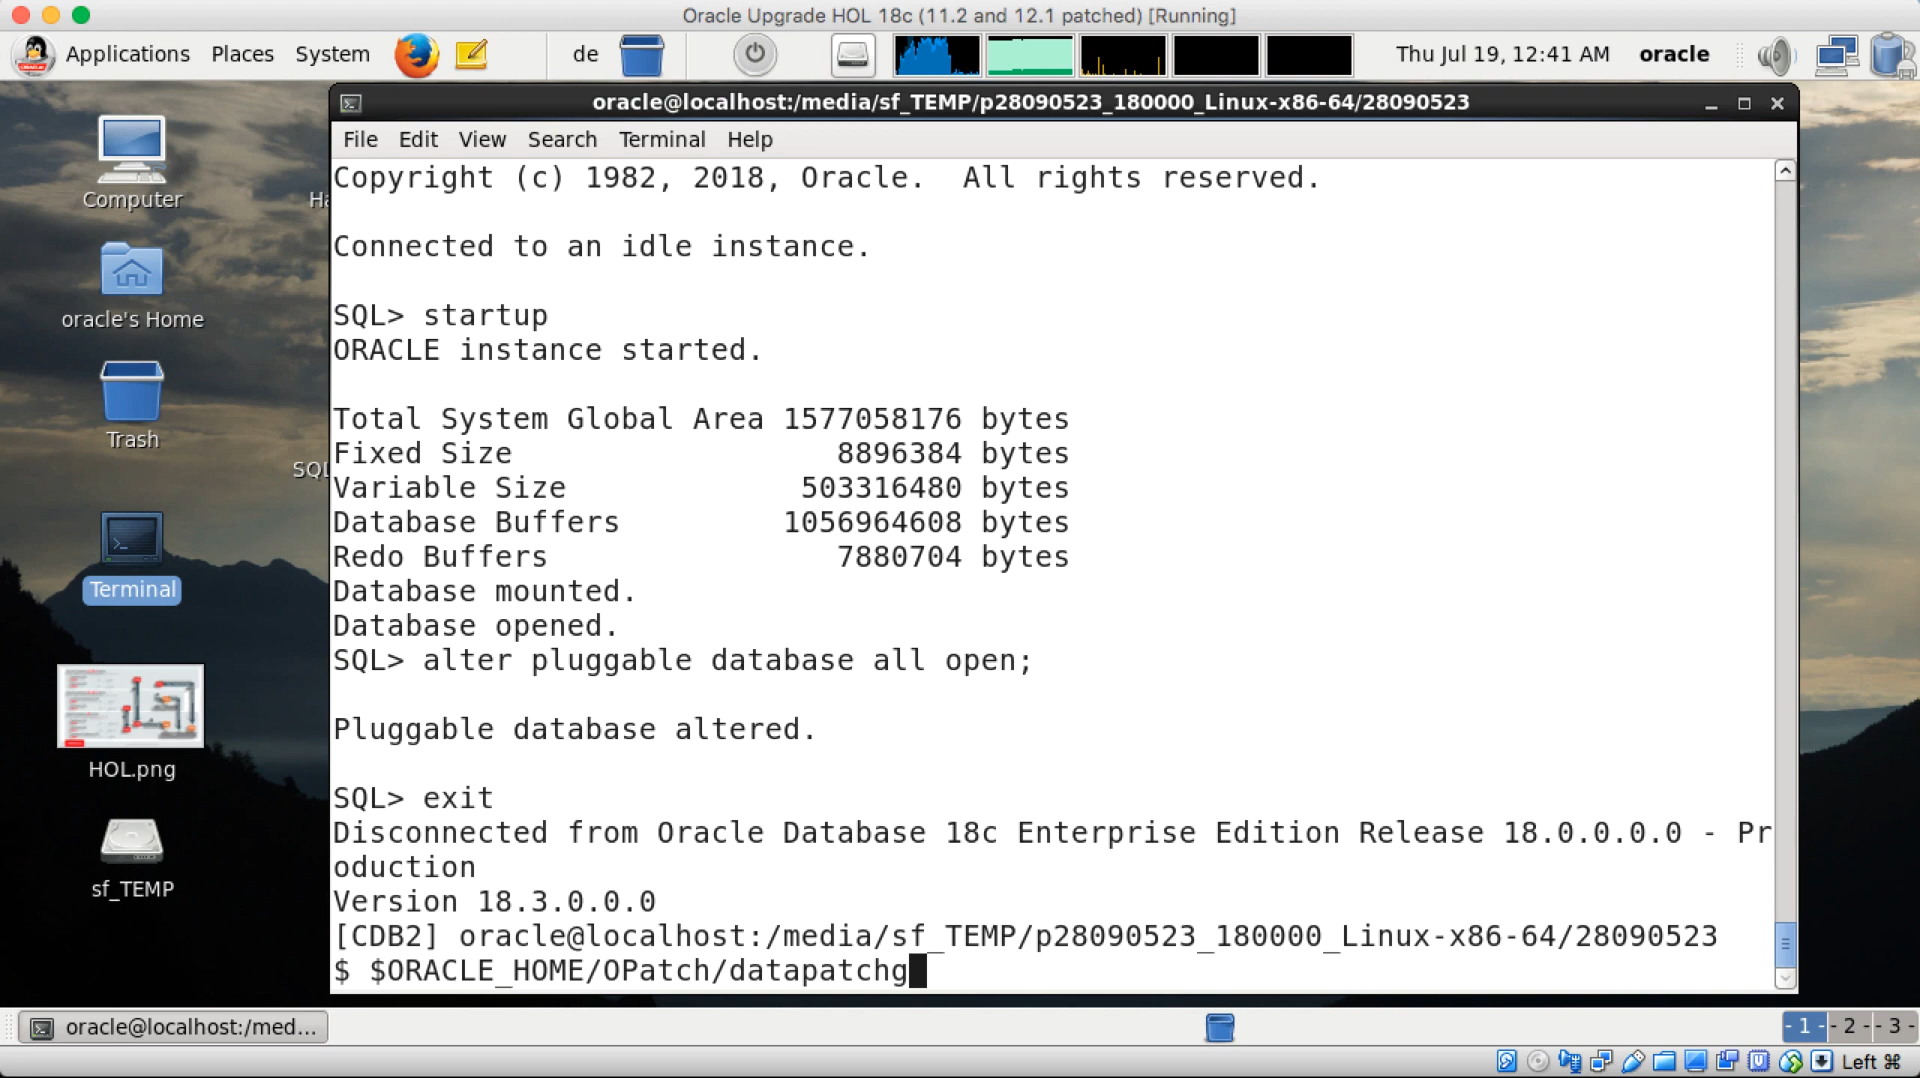 Oracle Upgrade HOL 18c (11.2 and 12.1 patched) [Running]
Applications Places System de Thu Jul 19, 12:41 AM oracle
oracle@localhost:/media/sf_TEMP/p28090523_180000_Linux-x86-64/28090523
File Edit View Search Terminal Help
Computer
oracle's Home
Trash
SQL
Terminal
HOL.png
sf_TEMP
Copyright (c) 1982, 2018, Oracle.  All rights reserved.
Connected to an idle instance.
SQL> startup
ORACLE instance started.
Total System Global Area 1577058176 bytes
Fixed Size                  8896384 bytes
Variable Size             503316480 bytes
Database Buffers         1056964608 bytes
Redo Buffers                7880704 bytes
Database mounted.
Database opened.
SQL> alter pluggable database all open;
Pluggable database altered.
SQL> exit
Disconnected from Oracle Database 18c Enterprise Edition Release 18.0.0.0.0 - Pr
oduction
Version 18.3.0.0.0
[CDB2] oracle@localhost:/media/sf_TEMP/p28090523_180000_Linux-x86-64/28090523
$ $ORACLE_HOME/OPatch/datapatchg
oracle@localhost:/med...
- 1 - - 2 - - 3 -
Left ⌘